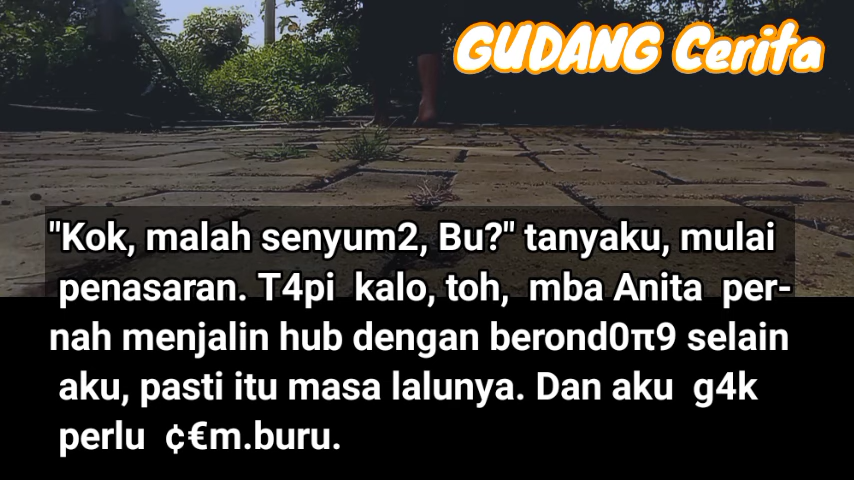 GUDANG Cerita
"Kok, malah senyum2, Bu?" tanyaku, mulai
penasaran. T4pi kalo, toh, mba Anita per-
nah menjalin hub dengan berond0π9 selain
aku, pasti itu masa lalunya. Dan aku g4k
perlu ¢€m.buru.